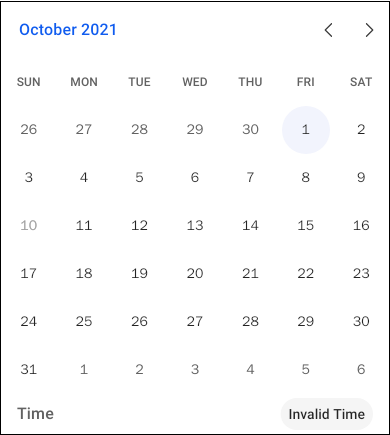 October 2021
SUN MON TUE WED THU FRI SAT
26 27 28 29 30 1 2
3 4 5 6 7 8 9
10 11 12 13 14 15 16
17 18 19 20 21 22 23
24 25 26 27 28 29 30
31 1 2 3 4 5 6
Time Invalid Time